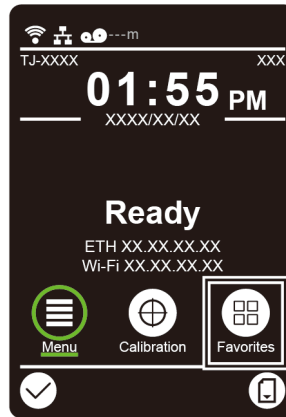 ---m
TJ-XXXX XXX
01:55 PM
XXXX/XX/XX
Ready
ETH XX.XX.XX.XX
Wi-Fi XX.XX.XX.XX
Menu Calibration Favorites